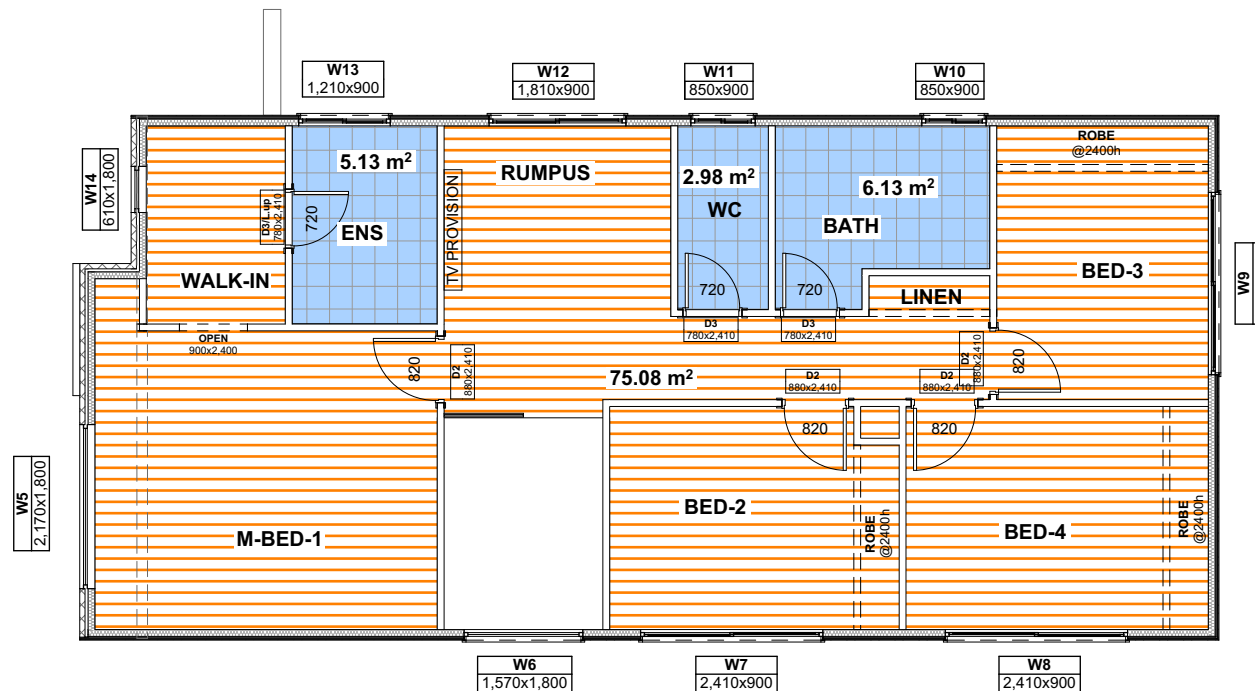 W13
1,210x900
W12
1,810x900
W11
850x900
W10
850x900
W14
610x1,800
5.13 m²
RUMPUS
2.98 m²
WC
6.13 m²
BATH
ROBE
@2400h
D3/L.up
780x2,410
720
ENS
TV PROVISION
WALK-IN
BED-3
W9
720
720
LINEN
OPEN
900x2,400
D3
780x2,410
D3
780x2,410
820
D2
880x2,410
75.08 m²
D2
880x2,410
D2
880x2,410
D2
880x2,410
820
820
820
W5
2,170x1,800
M-BED-1
BED-2
ROBE
@2400h
BED-4
ROBE
@2400h
W6
1,570x1,800
W7
2,410x900
W8
2,410x900